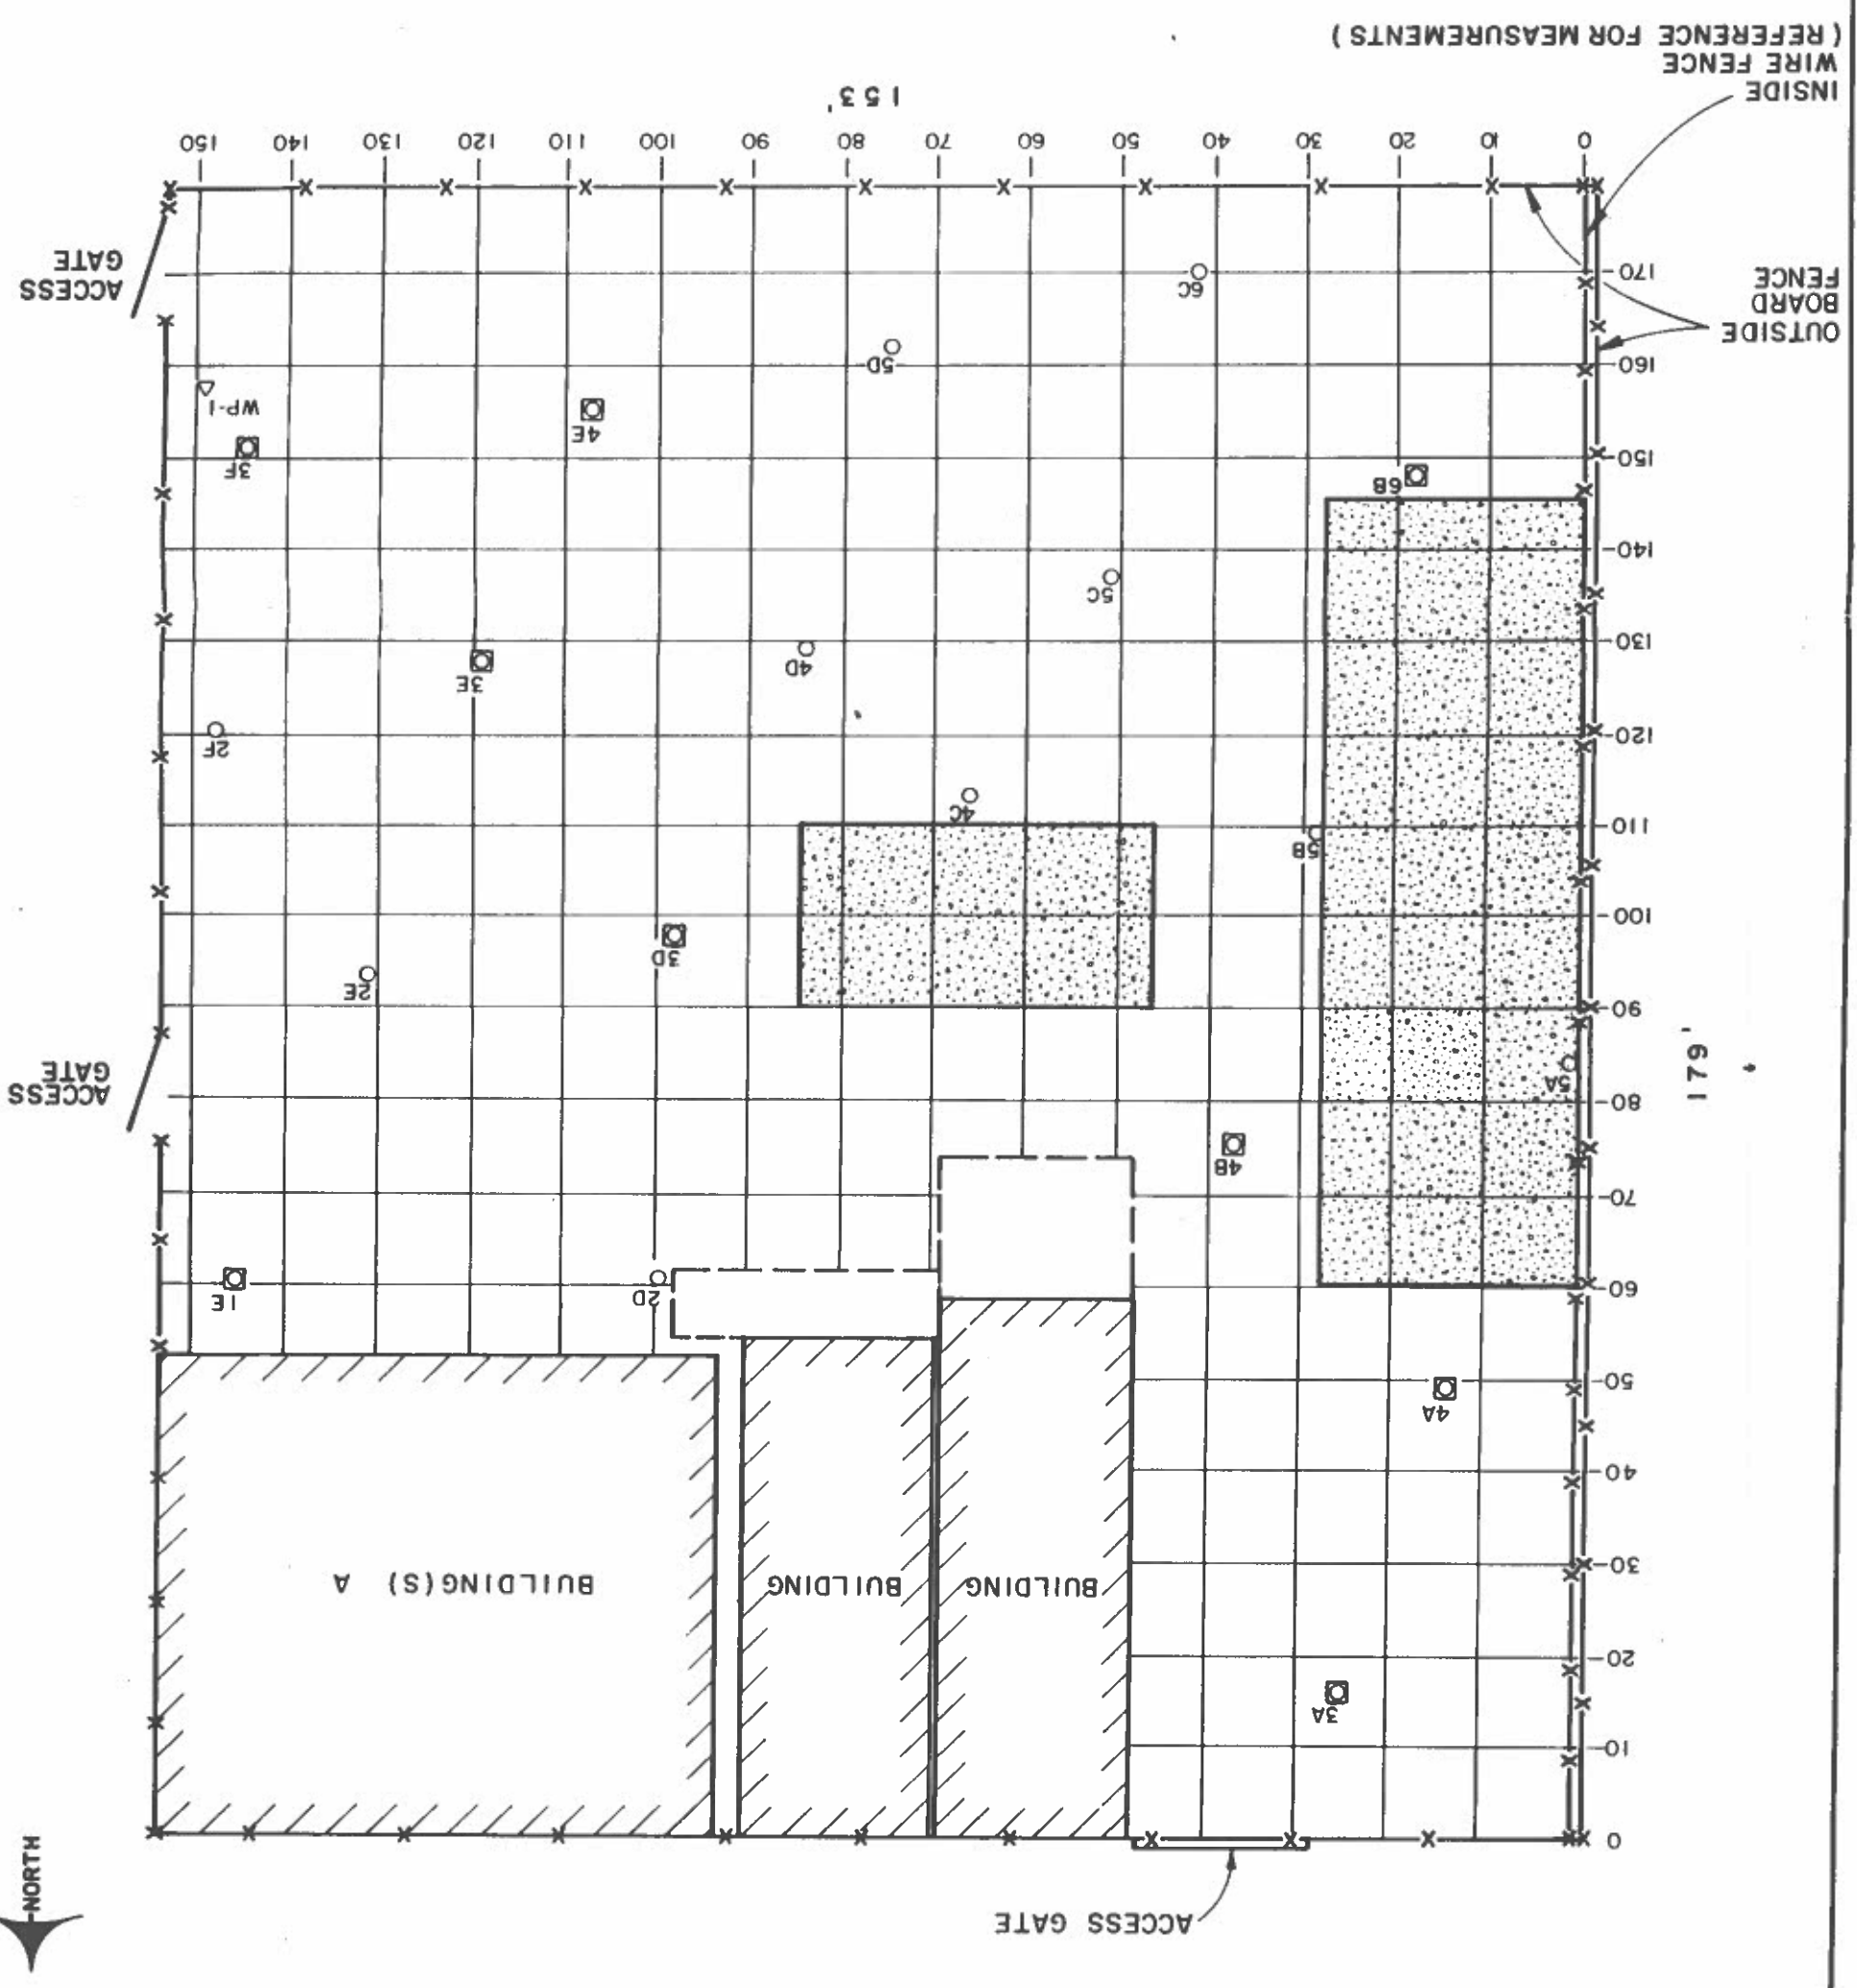 NORTH
ACCESS GATE
0
10
3A
20
30
BUILDING
BUILDING
BUILDING(S) A
40
4A
50
60
2D
1E
70
4B
80
5A
ACCESS
GATE
179'
90
3D
2E
100
5B
110
4C
120
2F
3E
130
4D
5C
140
6B
150
3F
4E
WP-1
160
5D
170
6C
OUTSIDE
BOARD
FENCE
ACCESS
GATE
0 10 20 30 40 50 60 70 80 90 100 110 120 130 140 150
153'
INSIDE
WIRE FENCE
(REFERENCE FOR MEASUREMENTS)